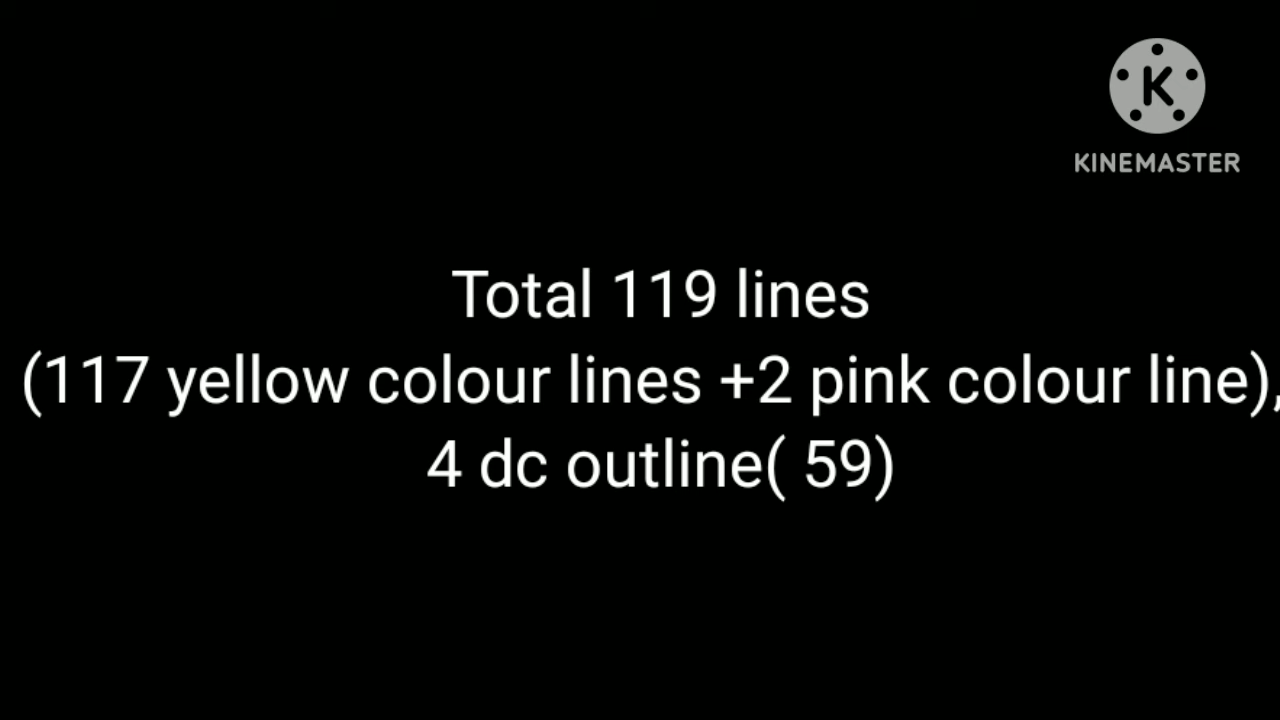 K
KINEMASTER
Total 119 lines
(117 yellow colour lines +2 pink colour line),
4 dc outline( 59)